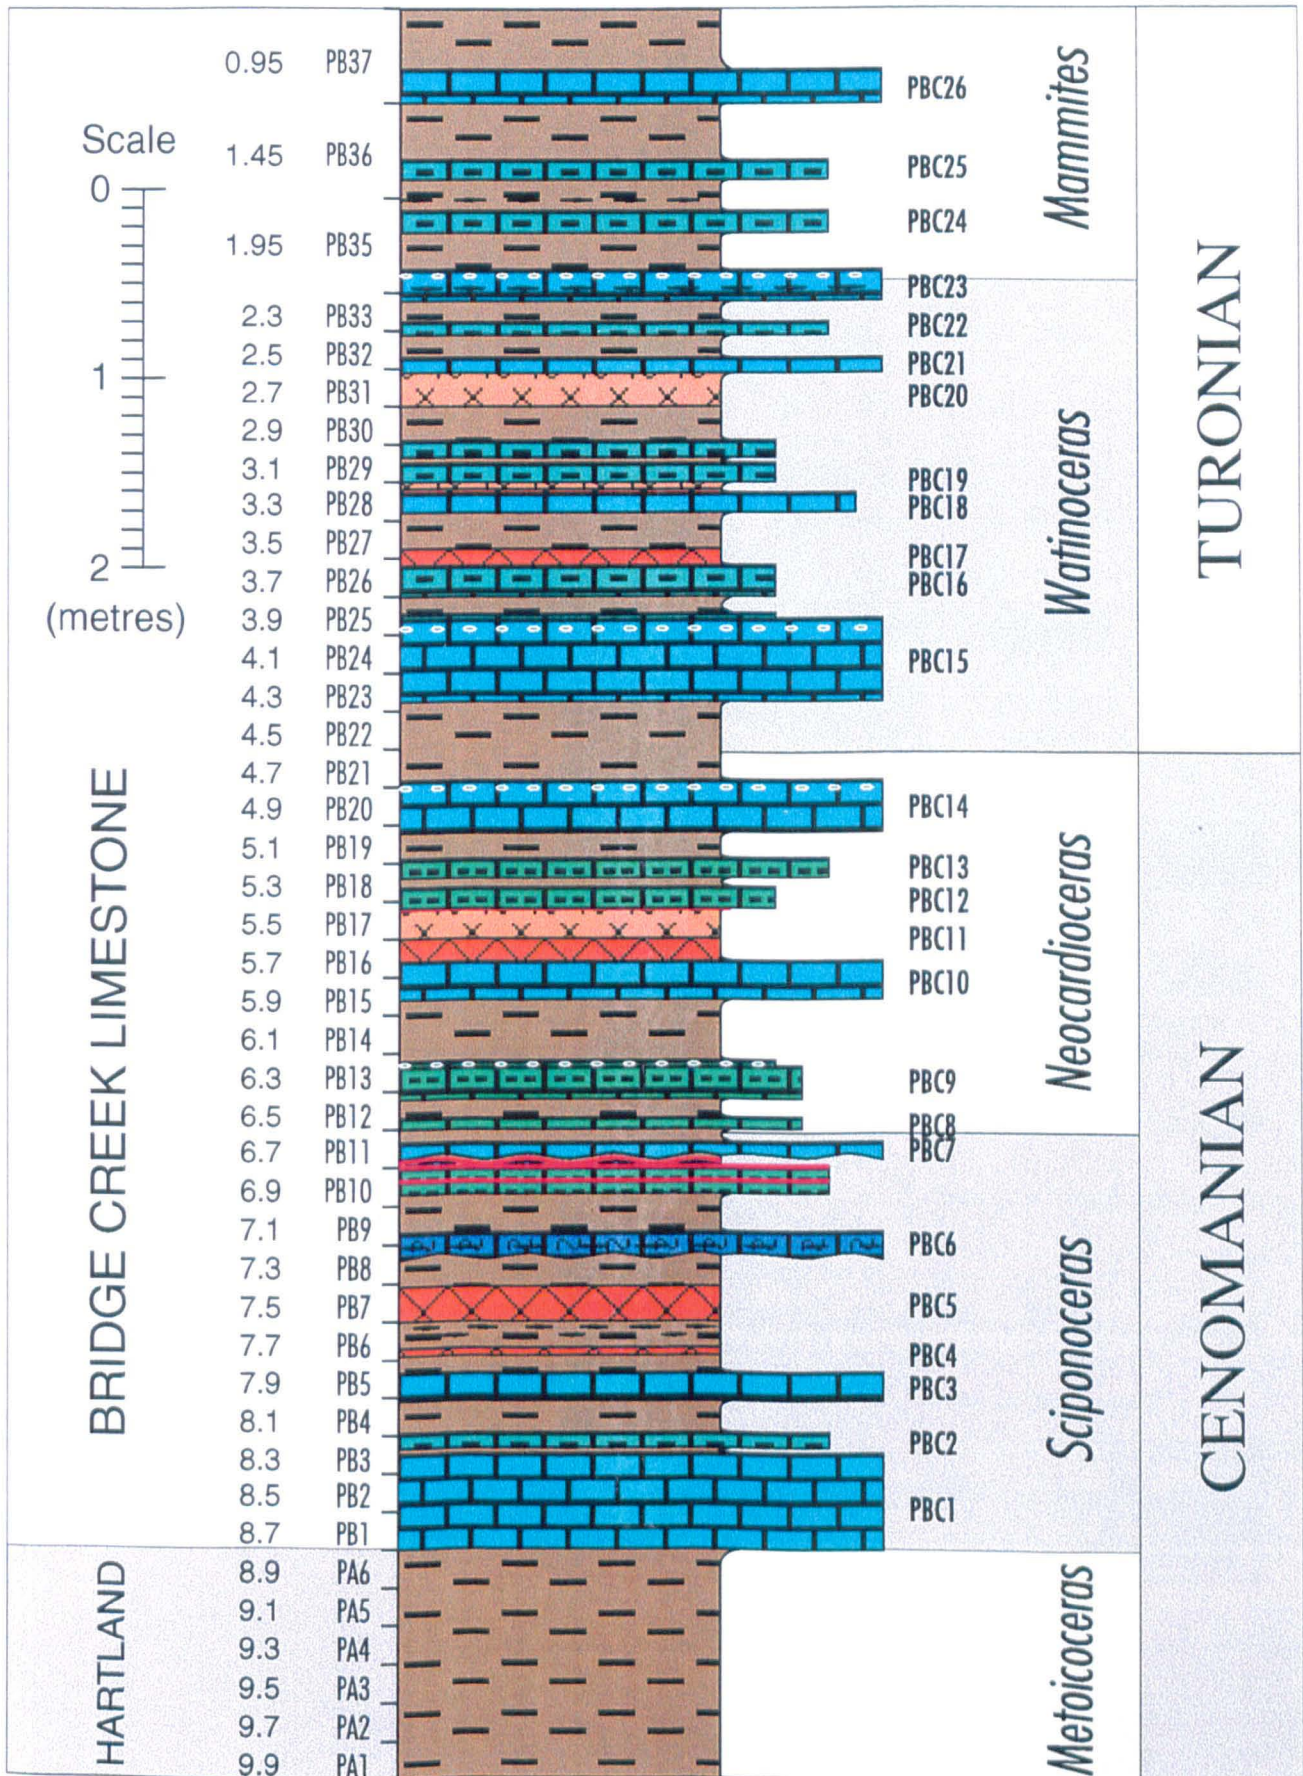 0.95 PB37
PBC26
Scale
1.45 PB36
PBC25
0
PBC24
1.95 PB35
Mammites
PBC23
2.3 PB33
PBC22
2.5 PB32
PBC21
1
2.7 PB31
PBC20
2.9 PB30
3.1 PB29
PBC19
3.3 PB28
PBC18
3.5 PB27
PBC17
2
3.7 PB26
PBC16
(metres)
3.9 PB25
4.1 PB24
PBC15
4.3 PB23
Watinoceras
TURONIAN
4.5 PB22
4.7 PB21
4.9 PB20
PBC14
5.1 PB19
PBC13
5.3 PB18
PBC12
5.5 PB17
PBC11
5.7 PB16
PBC10
5.9 PB15
6.1 PB14
6.3 PB13
PBC9
Neocardioceras
6.5 PB12
PBC8
6.7 PB11
PBC7
6.9 PB10
7.1 PB9
PBC6
7.3 PB8
7.5 PB7
PBC5
7.7 PB6
PBC4
7.9 PB5
PBC3
8.1 PB4
PBC2
8.3 PB3
8.5 PB2
PBC1
8.7 PB1
BRIDGE CREEK LIMESTONE
Sciponoceras
CENOMANIAN
8.9 PA6
9.1 PA5
9.3 PA4
9.5 PA3
9.7 PA2
9.9 PA1
HARTLAND
Metoicoceras